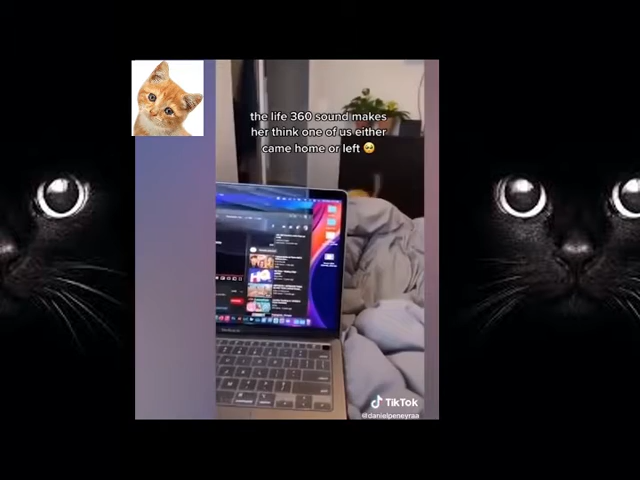 the life 360 sound makes
her think one of us either
came home or left 🥺
TikTok
@danielpeneyraa